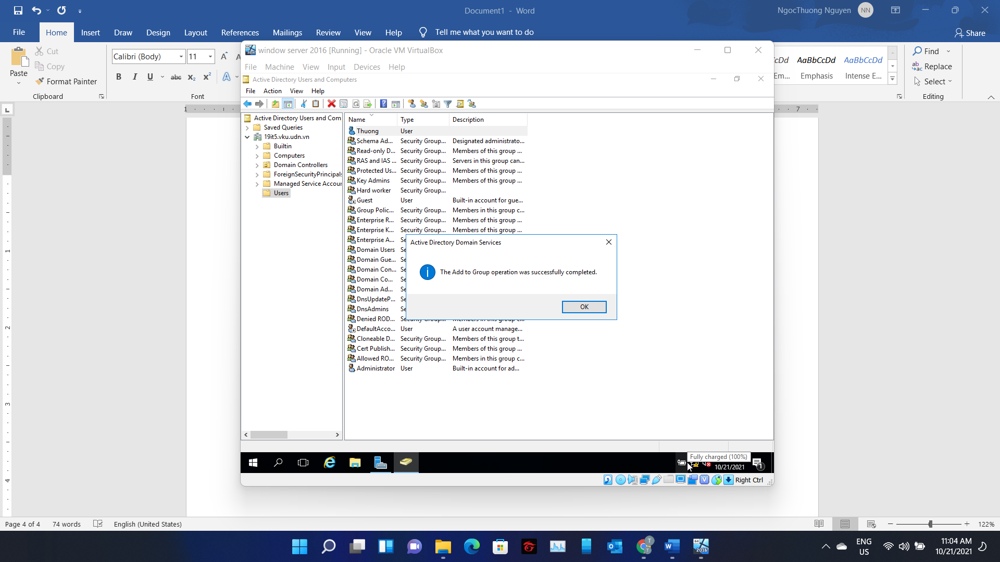 Document1 - Word
NgocThuong Nguyen
NN
File Home Insert Draw Design Layout References Mailings Review View Help Tell me what you want to do
Share
Paste
Cut
Copy
Format Painter
Clipboard
Calibri (Body) 11
B I U abc X₂ X² A
Font
AaBbCcDd AaBbCcDd
Em... Emphasis Intense E...
Find
Replace
Select
Editing
window server 2016 [Running] - Oracle VM VirtualBox
File Machine View Input Devices Help
Active Directory Users and Computers
File Action View Help
Active Directory Users and Com
Saved Queries
19it5.vku.udn.vn
Builtin
Computers
Domain Controllers
ForeignSecurityPrincipals
Managed Service Accoun
Users
Name Type Description
Thuong User
Schema Ad... Security Group... Designated administrato...
Read-only D... Security Group... Members of this group ...
RAS and IAS ... Security Group... Servers in this group can...
Protected Us... Security Group... Members of this group ...
Key Admins Security Group... Members of this group ...
Hard worker Security Group...
Guest User Built-in account for gue...
Group Polic... Security Group... Members in this group c...
Enterprise R... Security Group... Members of this group ...
Enterprise K... Security Group... Members of this group ...
Enterprise A... Se
Domain Users Se
Domain Gue... Se
Domain Con... Se
Domain Co... Se
Domain Ad... Se
DnsUpdateP... Se
DnsAdmins Se
Denied ROD... Security Group... Members in this group c...
DefaultAcco... User A user account manage...
Cloneable D... Security Group... Members of this group t...
Cert Publish... Security Group... Members of this group ...
Allowed RO... Security Group... Members in this group c...
Administrator User Built-in account for ad...
Active Directory Domain Services
The Add to Group operation was successfully completed.
OK
Fully charged (100%)
10/21/2021
1
Right Ctrl
Page 4 of 4 74 words English (United States)
122%
ENG
US
11:04 AM
10/21/2021